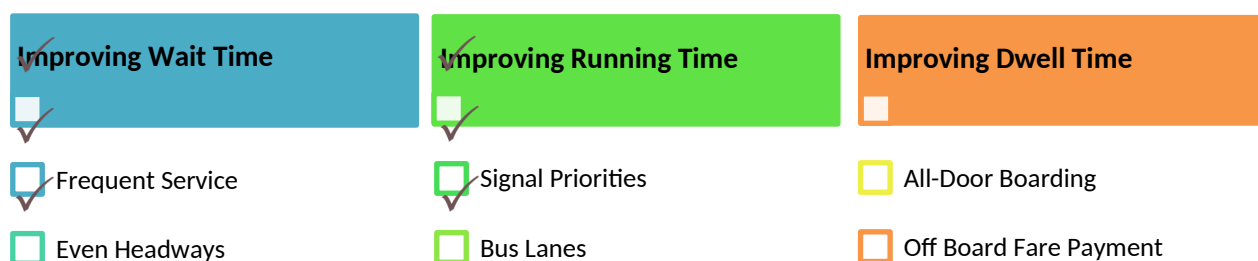 Improving Wait Time
Frequent Service
Even Headways
Improving Running Time
Signal Priorities
Bus Lanes
Improving Dwell Time
All-Door Boarding
Off Board Fare Payment